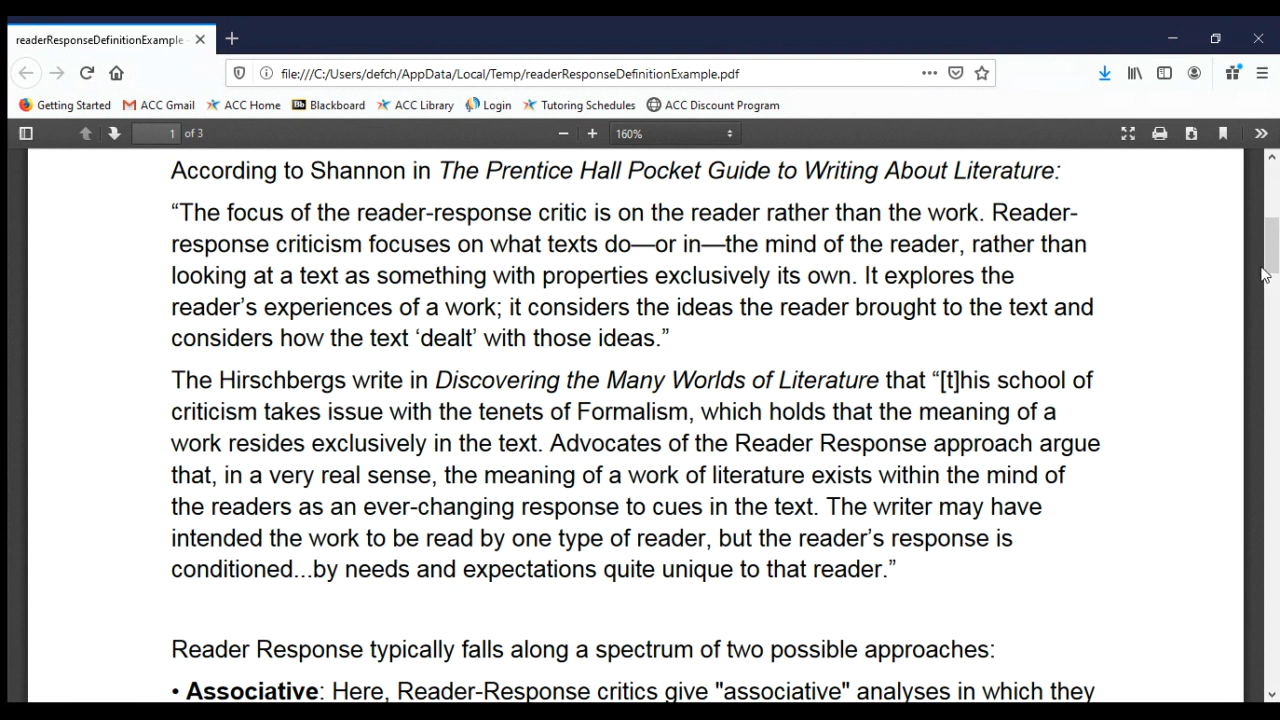 readerResponseDefinitionExample
file:///C:/Users/defch/AppData/Local/Temp/readerResponseDefinitionExample.pdf
Getting Started ACC Gmail ACC Home Bb Blackboard ACC Library Login Tutoring Schedules ACC Discount Program
1 of 3 160%
According to Shannon in The Prentice Hall Pocket Guide to Writing About Literature:
“The focus of the reader-response critic is on the reader rather than the work. Reader-
response criticism focuses on what texts do—or in—the mind of the reader, rather than
looking at a text as something with properties exclusively its own. It explores the
reader’s experiences of a work; it considers the ideas the reader brought to the text and
considers how the text ‘dealt’ with those ideas.”
The Hirschbergs write in Discovering the Many Worlds of Literature that “[t]his school of
criticism takes issue with the tenets of Formalism, which holds that the meaning of a
work resides exclusively in the text. Advocates of the Reader Response approach argue
that, in a very real sense, the meaning of a work of literature exists within the mind of
the readers as an ever-changing response to cues in the text. The writer may have
intended the work to be read by one type of reader, but the reader’s response is
conditioned...by needs and expectations quite unique to that reader.”
Reader Response typically falls along a spectrum of two possible approaches:
• Associative: Here, Reader-Response critics give "associative" analyses in which they